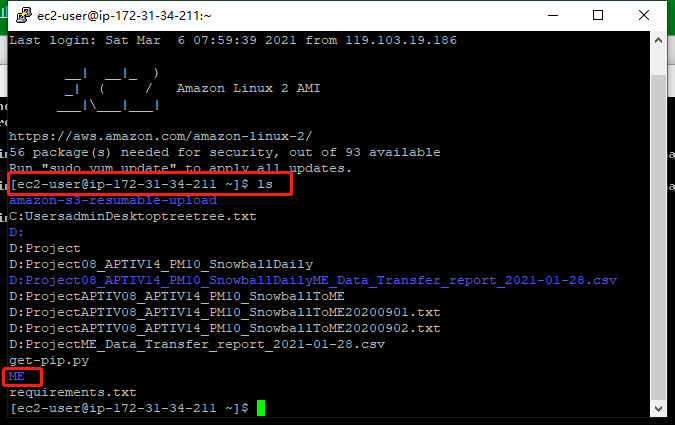 ec2-user@ip-172-31-34-211:~
Last login: Sat Mar  6 07:59:39 2021 from 119.103.19.186
       __|  __|_  )
       _|  (     /   Amazon Linux 2 AMI
      ___|\___|___|
https://aws.amazon.com/amazon-linux-2/
56 package(s) needed for security, out of 93 available
Run "sudo yum update" to apply all updates.
[ec2-user@ip-172-31-34-211 ~]$ ls
amazon-s3-resumable-upload
C:UsersadminDesktoptreetree.txt
D:
D:Project
D:Project08_APTIV14_PM10_SnowballDaily
D:Project08_APTIV14_PM10_SnowballDailyME_Data_Transfer_report_2021-01-28.csv
D:ProjectAPTIV08_APTIV14_PM10_SnowballToME
D:ProjectAPTIV08_APTIV14_PM10_SnowballToME20200901.txt
D:ProjectAPTIV08_APTIV14_PM10_SnowballToME20200902.txt
D:ProjectME_Data_Transfer_report_2021-01-28.csv
get-pip.py
ME
requirements.txt
[ec2-user@ip-172-31-34-211 ~]$